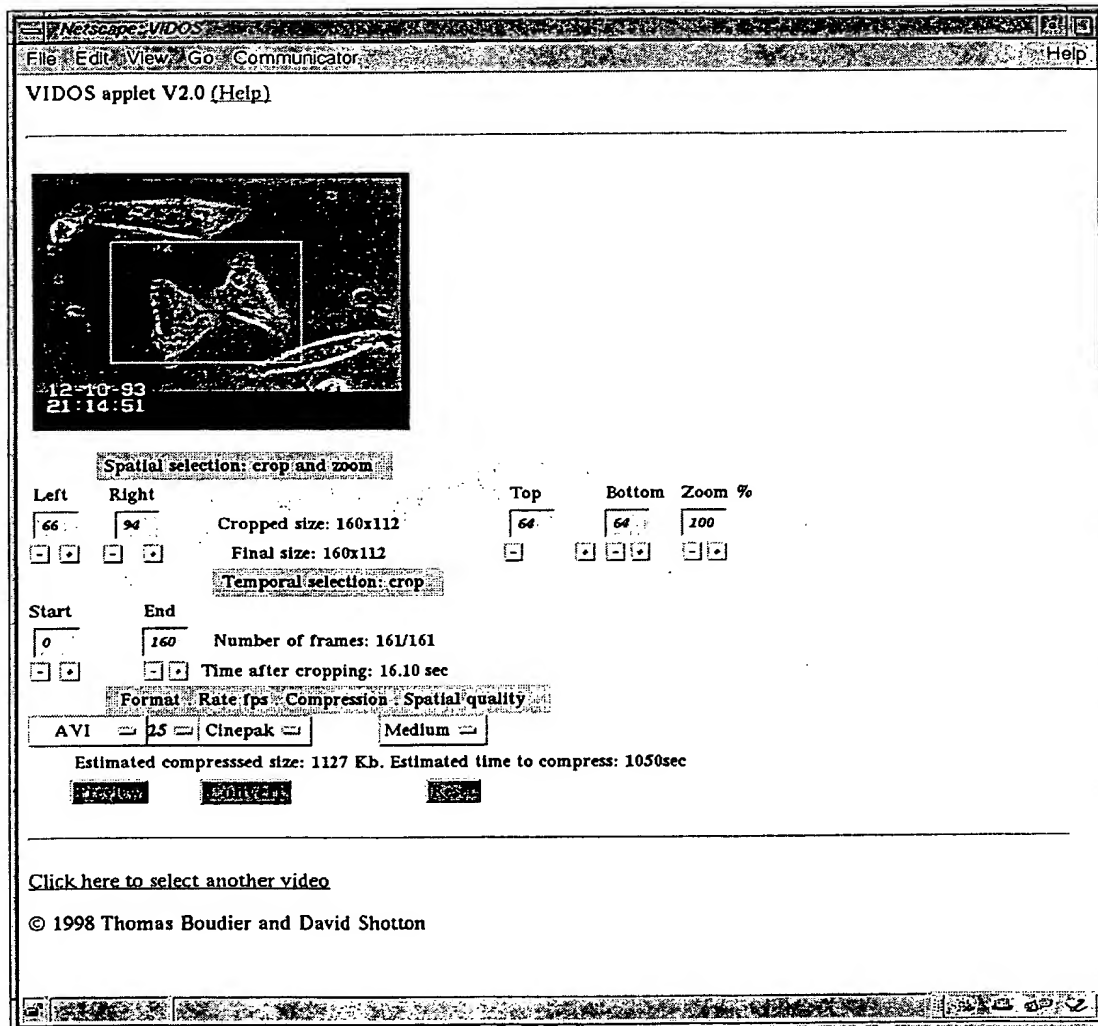 Netscape: VIDOS
File Edit View Go Communicator Help
VIDOS applet V2.0 (Help)
12-10-93
21:14:51
Spatial selection: crop and zoom
Left Right Top Bottom Zoom %
66 94 Cropped size: 160x112 64 64 100
- + - + Final size: 160x112 - + - + - +
Temporal selection: crop
Start End
0 160 Number of frames: 161/161
- + - + Time after cropping: 16.10 sec
Format Rate fps Compression Spatial quality
AVI 25 Cinepak Medium
Estimated compresssed size: 1127 Kb. Estimated time to compress: 1050sec
Preview Convert Reset
Click here to select another video
© 1998 Thomas Boudier and David Shotton